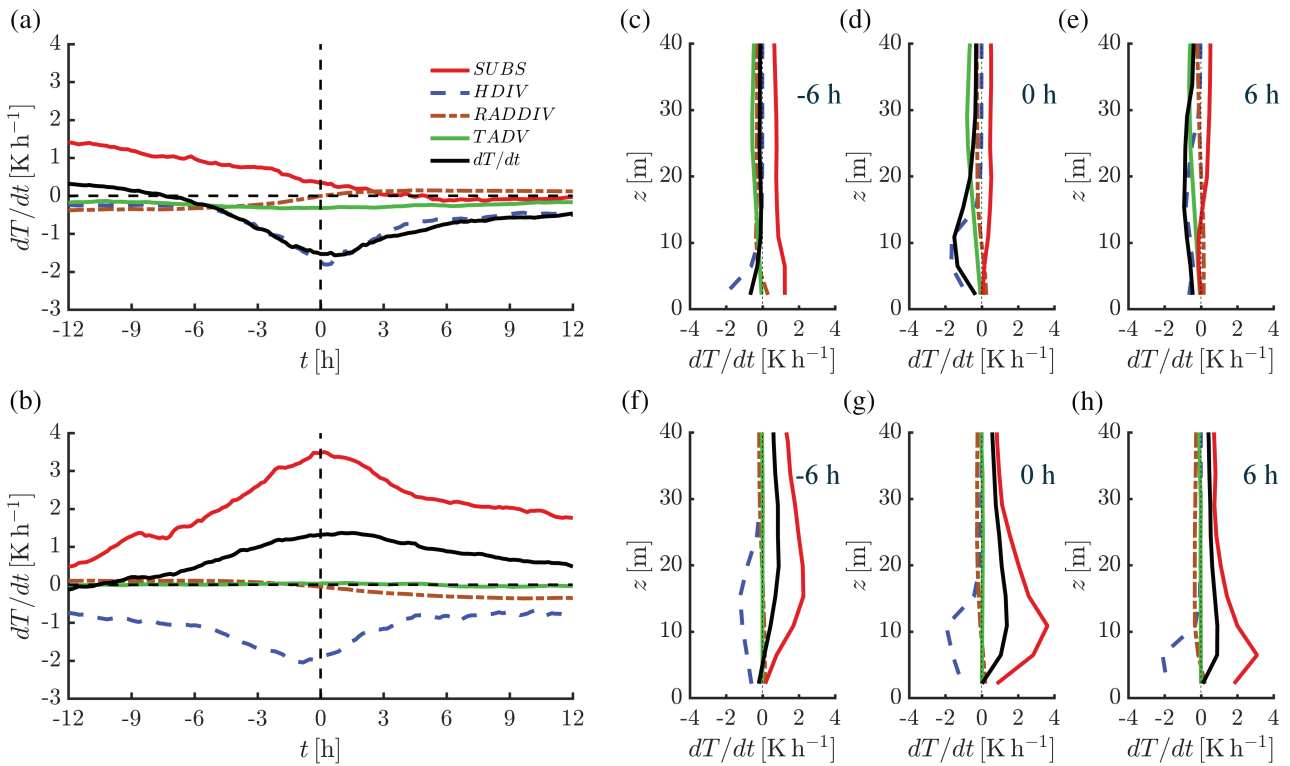 (a)
4
3
2
1
0
-1
-2
-3
dT/dt [K h⁻¹]
SUBS
HDIV
RADDIV
TADV
dT/dt
-12 -9 -6 -3 0 3 6 9 12
t [h]
(c)
40
30
20
10
0
z [m]
-6 h
-4 -2 0 2 4
dT/dt [K h⁻¹]
(d)
40
30
20
10
0
z [m]
0 h
-4 -2 0 2 4
dT/dt [K h⁻¹]
(e)
40
30
20
10
0
z [m]
6 h
-4 -2 0 2 4
dT/dt [K h⁻¹]
(b)
4
3
2
1
0
-1
-2
-3
dT/dt [K h⁻¹]
-12 -9 -6 -3 0 3 6 9 12
t [h]
(f)
40
30
20
10
0
z [m]
-6 h
-4 -2 0 2 4
dT/dt [K h⁻¹]
(g)
40
30
20
10
0
z [m]
0 h
-4 -2 0 2 4
dT/dt [K h⁻¹]
(h)
40
30
20
10
0
z [m]
6 h
-4 -2 0 2 4
dT/dt [K h⁻¹]